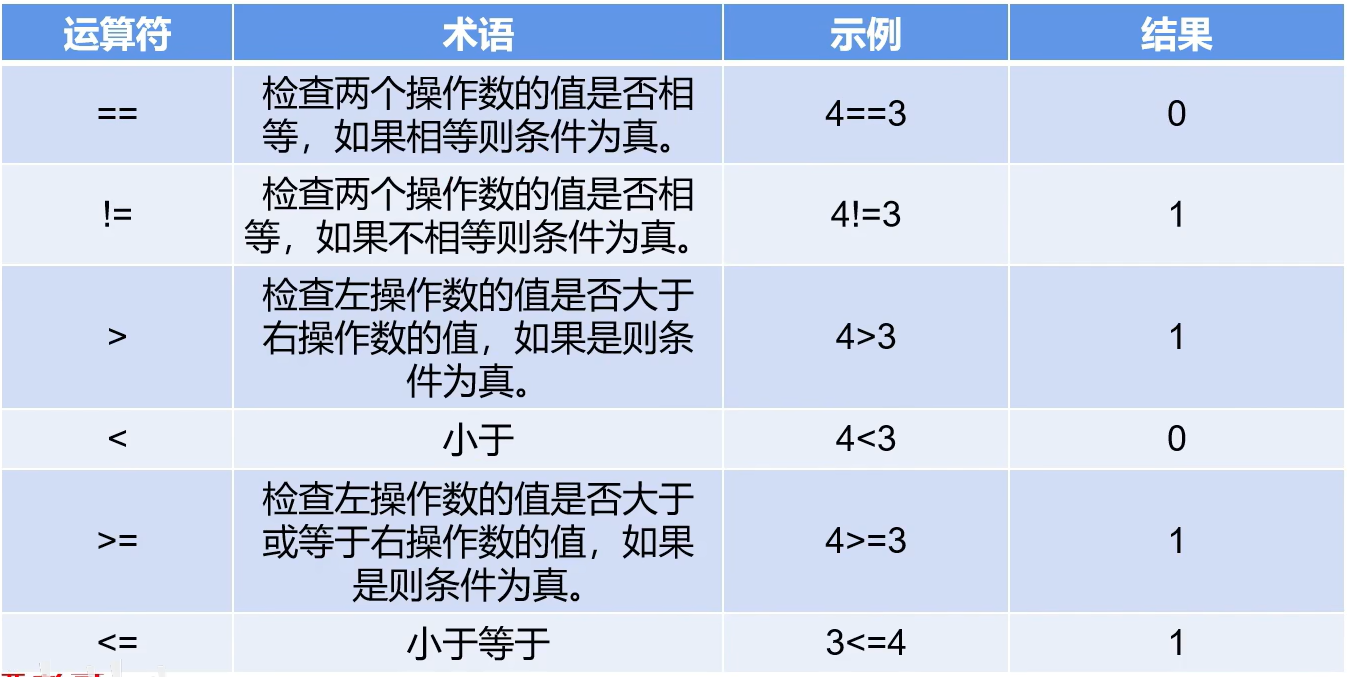 运算符 术语 示例 结果
== 检查两个操作数的值是否相 4==3 0
等，如果相等则条件为真。
!= 检查两个操作数的值是否相 4!=3 1
等，如果不相等则条件为真。
> 检查左操作数的值是否大于 4>3 1
右操作数的值，如果是则条
件为真。
< 小于 4<3 0
>= 检查左操作数的值是否大于 4>=3 1
或等于右操作数的值，如果
是则条件为真。
<= 小于等于 3<=4 1